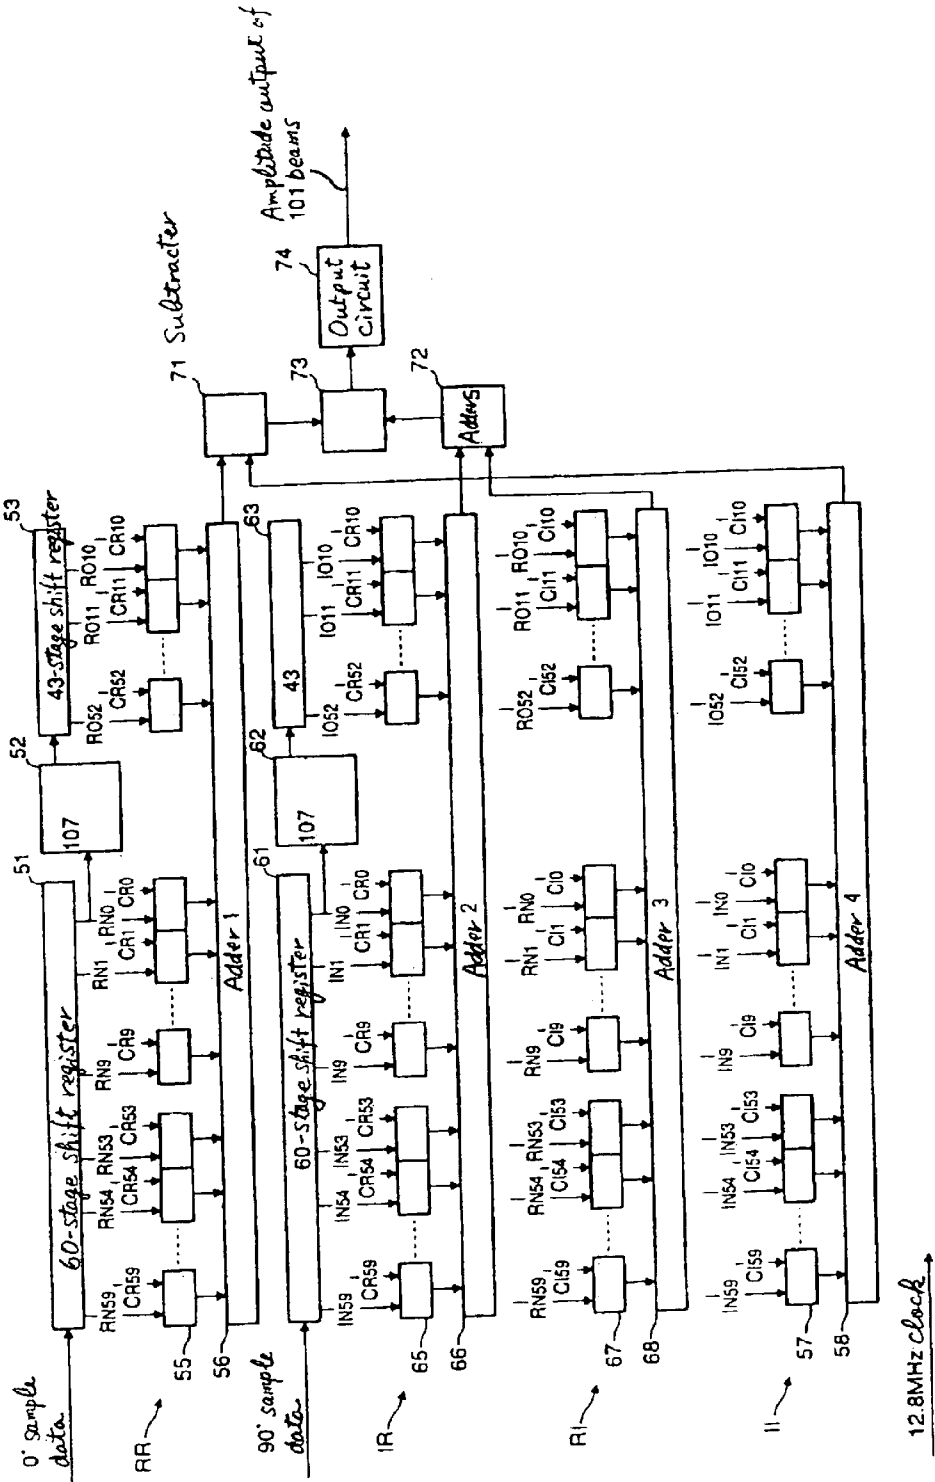 0° sample
data
60-stage shift register
51
107
52
43-stage shift register
53
RN59
CR59
RN54
CR54
RN53
CR53
RN9
CR9
RN1
CR1
RN0
CR0
RO52
CR52
RO11
CR11
RO10
CR10
RR
55
56
Adder 1
90° sample
data
60-stage shift register
61
107
62
43
63
IN59
CR59
IN54
CR54
IN53
CR53
IN9
CR9
IN1
CR1
IN0
CR0
IO52
CR52
IO11
CR11
IO10
CR10
IR
65
66
Adder 2
RN59
CI59
RN54
CI54
RN53
CI53
RN9
CI9
RN1
CI1
RN0
CI0
RO52
CI52
RO11
CI11
RO10
CI10
RI
67
68
Adder 3
IN59
CI59
IN54
CI54
IN53
CI53
IN9
CI9
IN1
CI1
IN0
CI0
IO52
CI52
IO11
CI11
IO10
CI10
II
57
58
Adder 4
12.8MHz clock
71 Subtracter
73
72
Adders
74
Output
circuit
Amplitude output of
101 beams